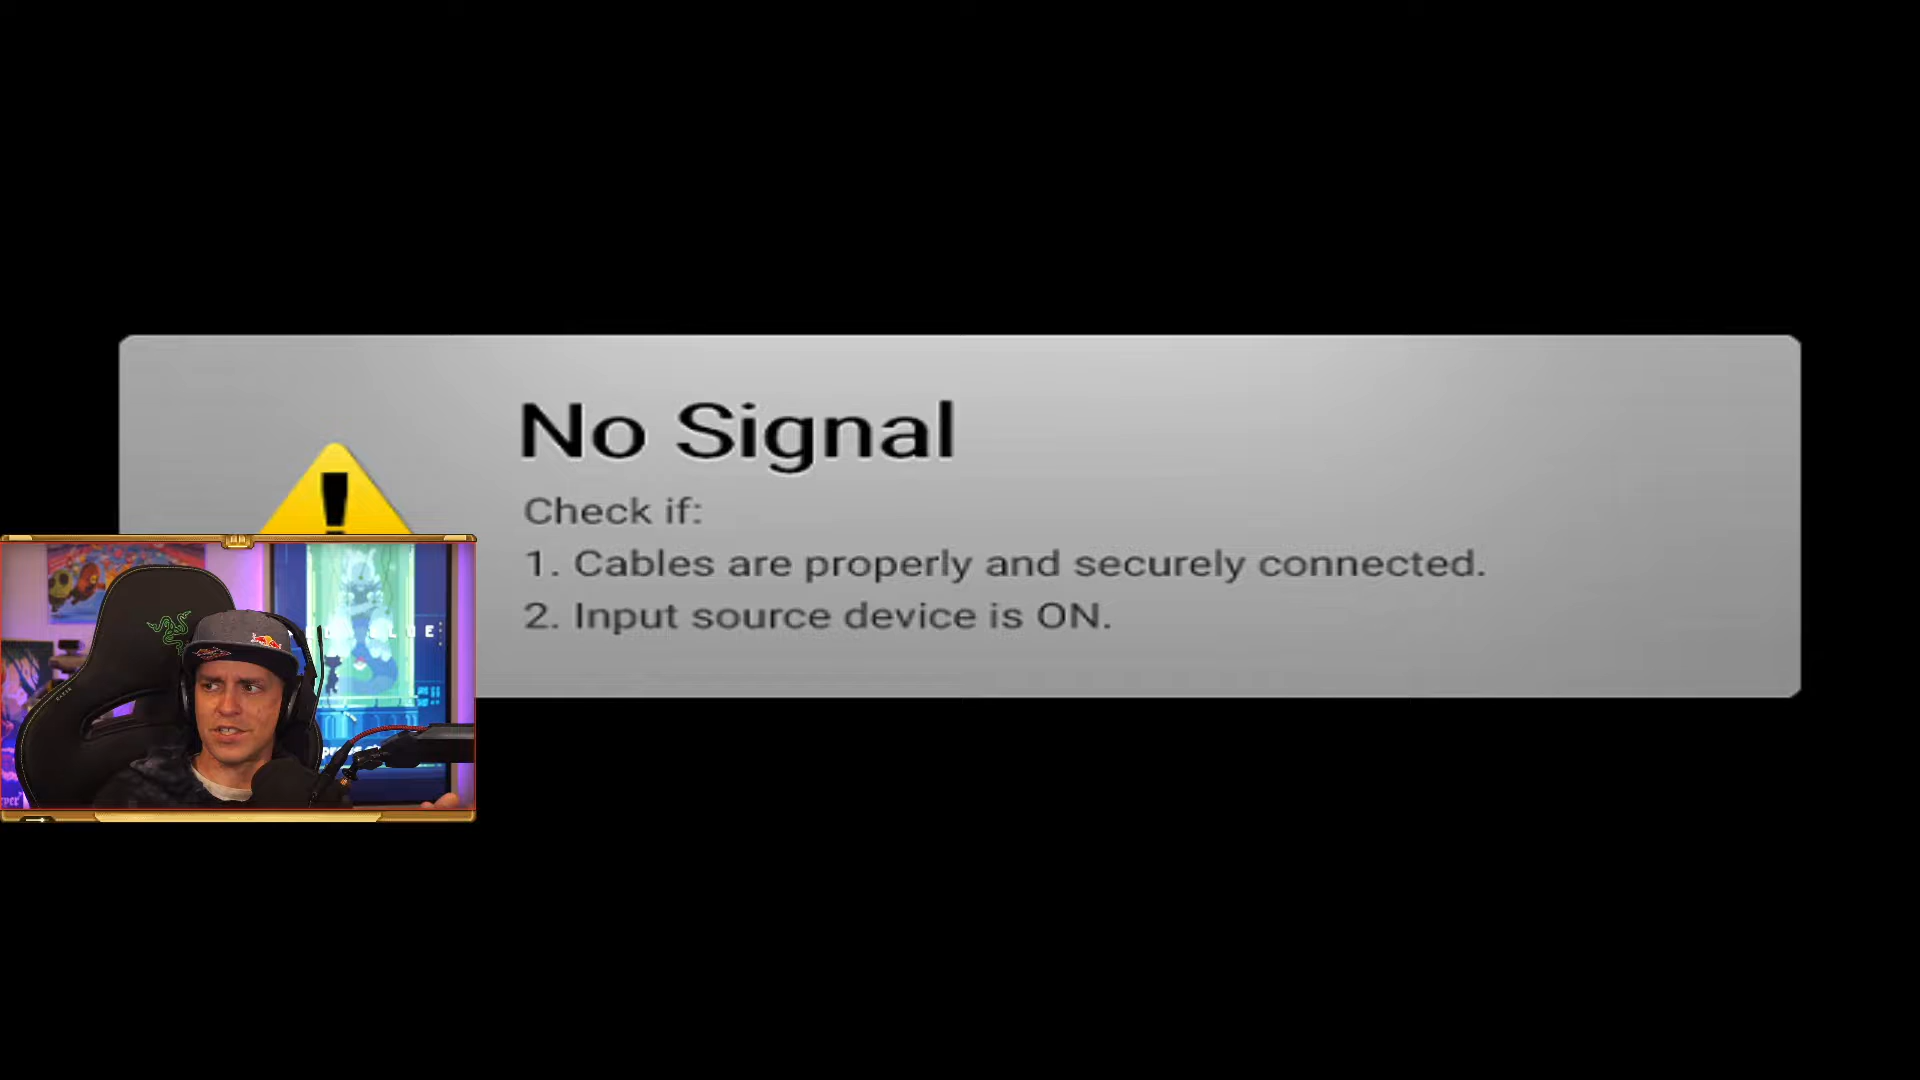 No Signal
Check if:
1. Cables are properly and securely connected.
2. Input source device is ON.